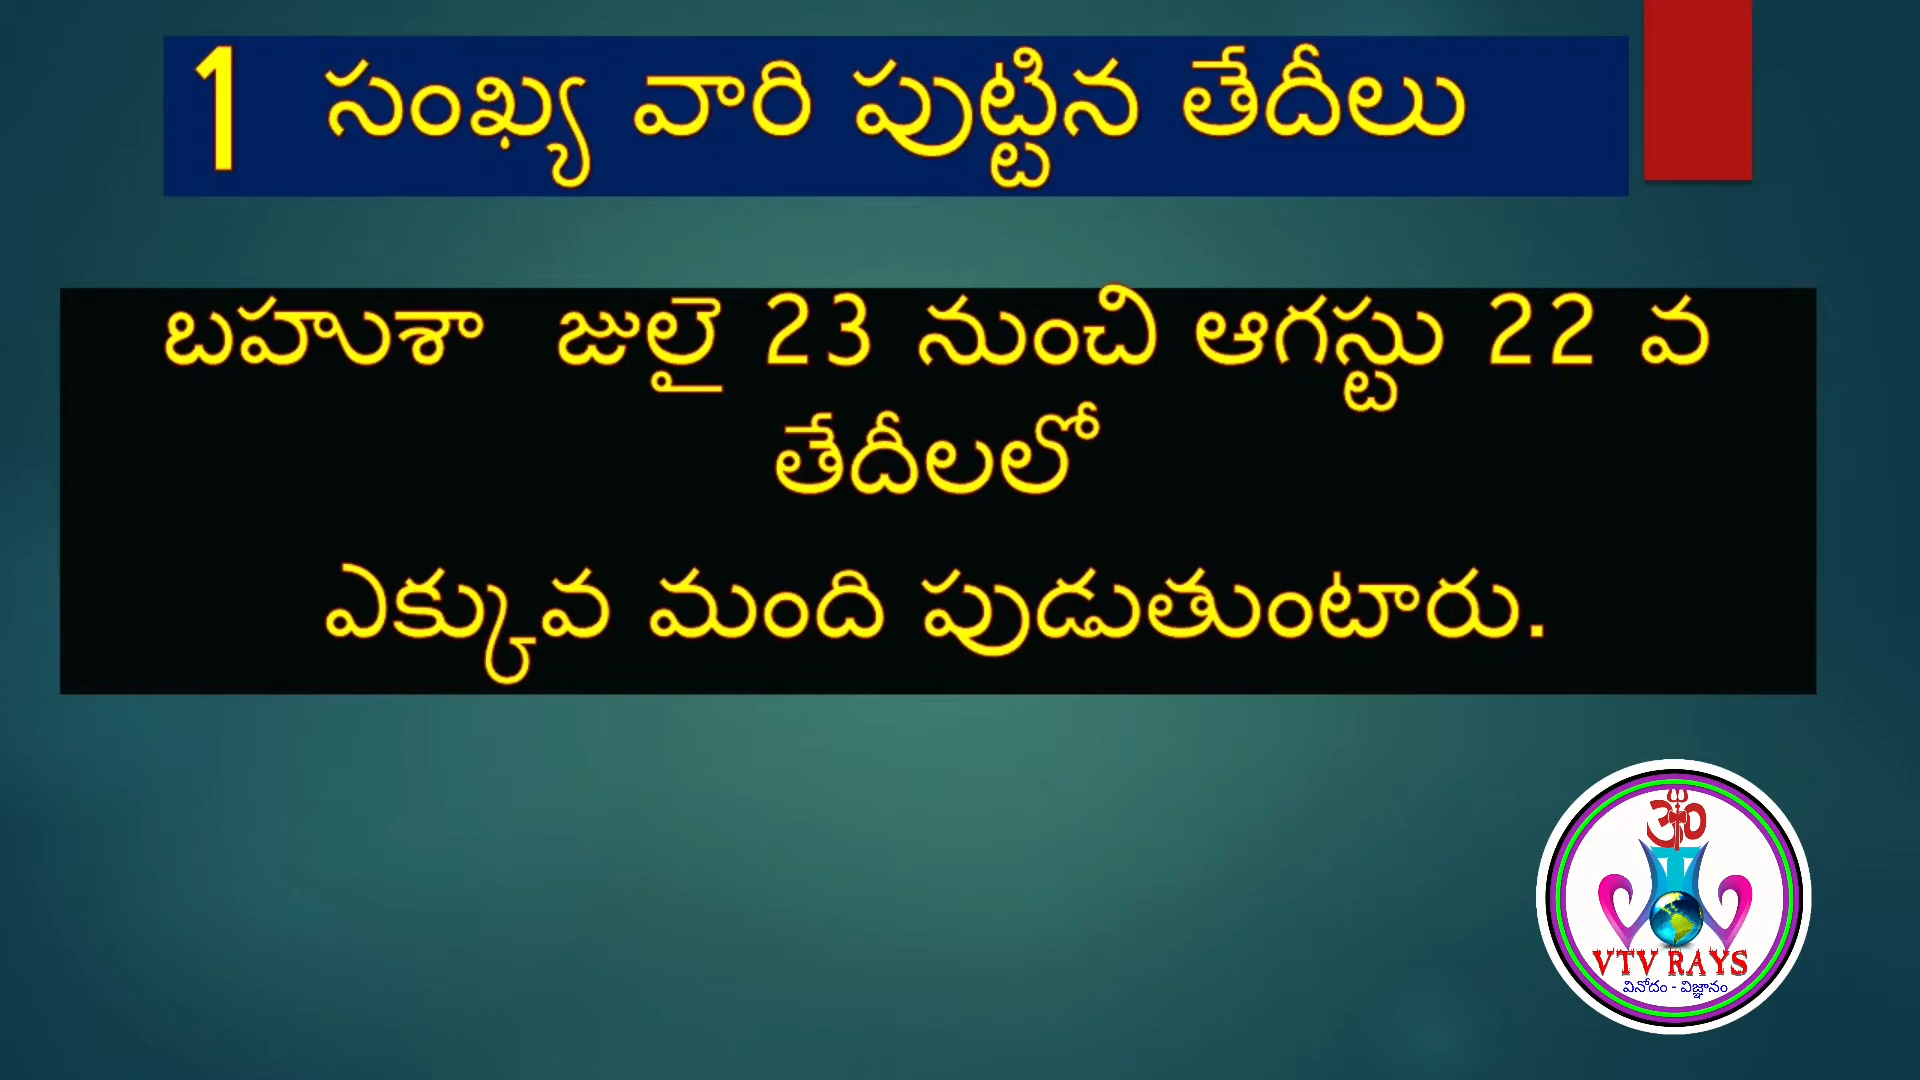 1 సంఖ్య వారి పుట్టిన తేదీలు
బహుశా జులై 23 నుంచి ఆగస్టు 22 వ
తేదీలలో
ఎక్కువ మంది పుడుతుంటారు.
ॐ
VTV RAYS
వినోదం - విజ్ఞానం